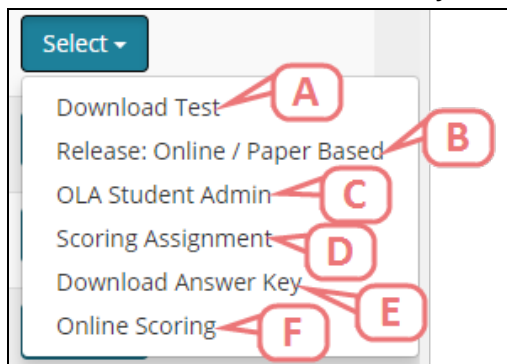 Select
Download Test A
Release: Online / Paper Based B
OLA Student Admin C
Scoring Assignment D
Download Answer Key E
Online Scoring F